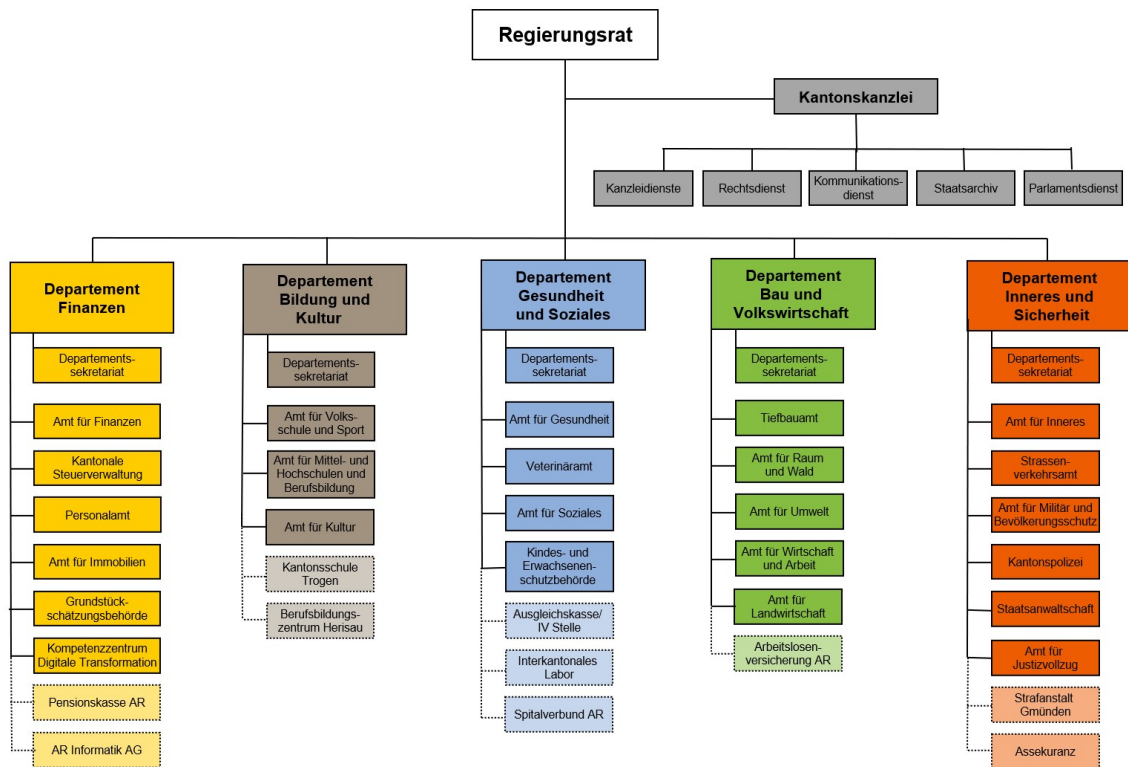 Regierungsrat
Kantonskanzlei
Kanzleidienste
Rechtsdienst
Kommunikations-
dienst
Staatsarchiv
Parlamentsdienst
Departement
Finanzen
Departements-
sekretariat
Amt für Finanzen
Kantonale
Steuerverwaltung
Personalamt
Amt für Immobilien
Grundstück-
schätzungsbehörde
Kompetenzzentrum
Digitale Transformation
Pensionskasse AR
AR Informatik AG
Departement
Bildung und
Kultur
Departements-
sekretariat
Amt für Volks-
schule und Sport
Amt für Mittel- und
Hochschulen und
Berufsbildung
Amt für Kultur
Kantonsschule
Trogen
Berufsbildungs-
zentrum Herisau
Departement
Gesundheit
und Soziales
Departements-
sekretariat
Amt für Gesundheit
Veterinäramt
Amt für Soziales
Kindes- und
Erwachsenen-
schutzbehörde
Ausgleichskasse/
IV Stelle
Interkantonales
Labor
Spitalverbund AR
Departement
Bau und
Volkswirtschaft
Departements-
sekretariat
Tiefbauamt
Amt für Raum
und Wald
Amt für Umwelt
Amt für Wirtschaft
und Arbeit
Amt für
Landwirtschaft
Arbeitslosen-
versicherung AR
Departement
Inneres und
Sicherheit
Departements-
sekretariat
Amt für Inneres
Strassen-
verkehrsamt
Amt für Militär und
Bevölkerungsschutz
Kantonspolizei
Staatsanwaltschaft
Amt für
Justizvollzug
Strafanstalt
Gmünden
Assekuranz